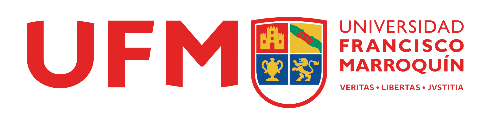 UFM
UNIVERSIDAD
FRANCISCO
MARROQUÍN
VERITAS • LIBERTAS • JVSTITIA